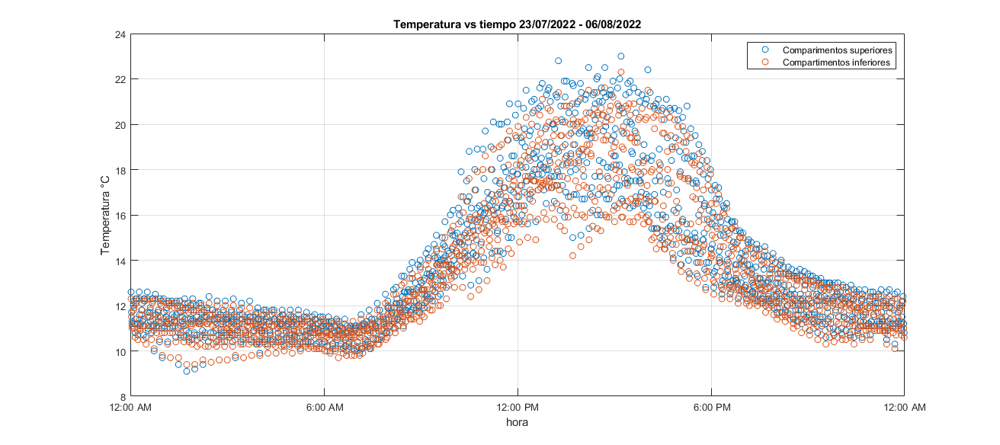 Temperatura vs tiempo 23/07/2022 - 06/08/2022
24
22
20
18
16
14
12
10
8
Temperatura °C
Comparimentos superiores
Compartimentos inferiores
12:00 AM
6:00 AM
12:00 PM
6:00 PM
12:00 AM
hora